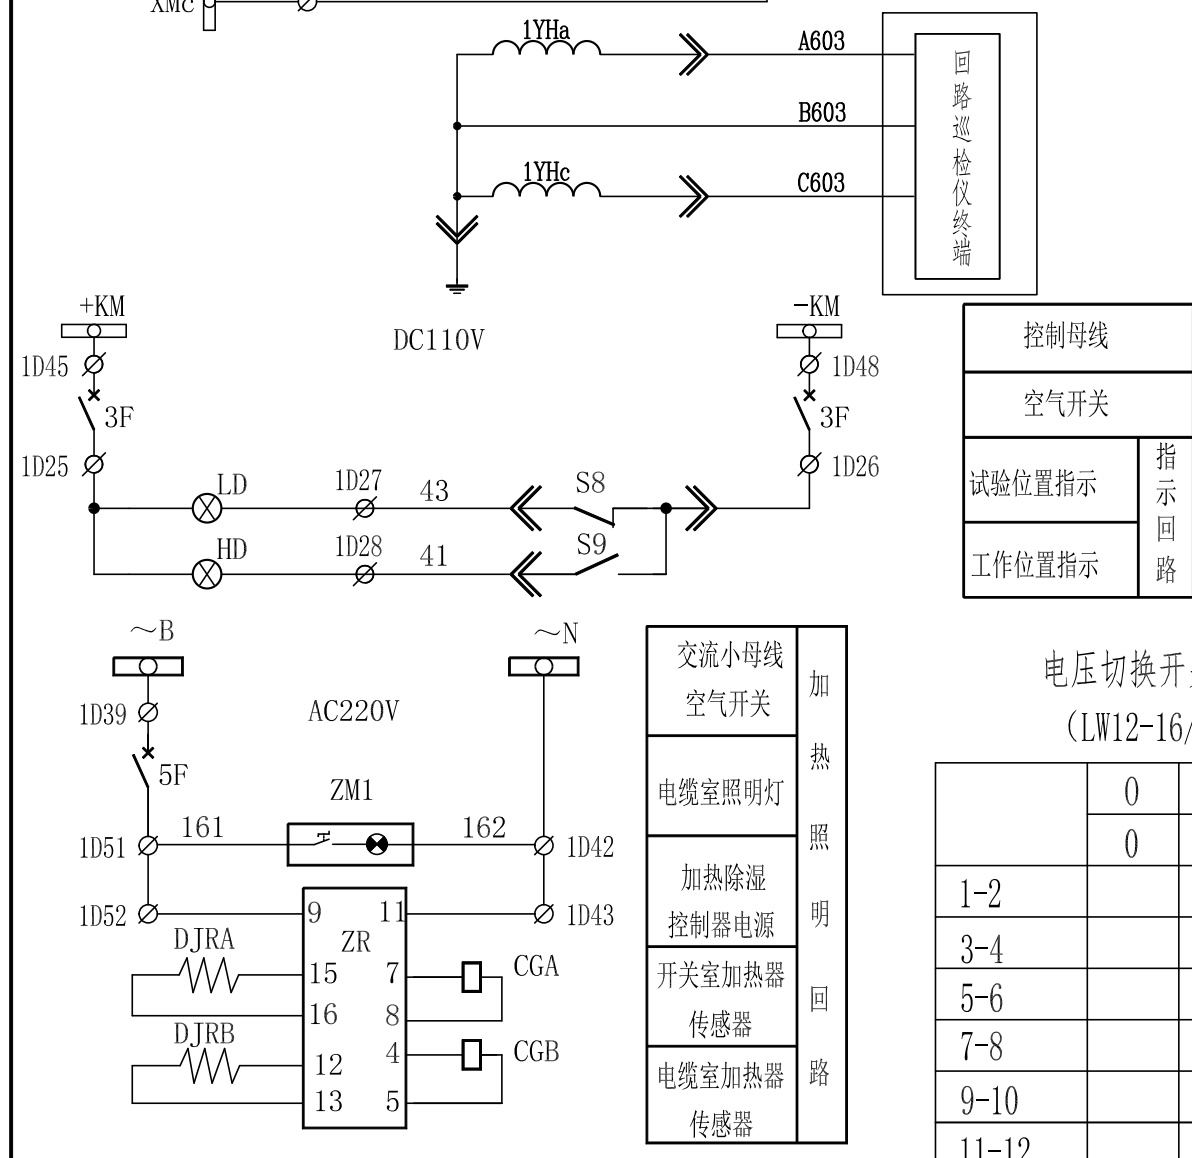 XMc
1YHa
A603
B603
1YHc
C603
回路巡检仪终端
+KM
DC110V
-KM
1D45
1D48
3F
3F
1D25
1D26
LD
1D27
43
S8
HD
1D28
41
S9
控制母线
空气开关
试验位置指示
工作位置指示
指示回路
～B
～N
1D39
AC220V
5F
ZM1
161
162
1D51
1D42
1D52
1D43
9
11
ZR
DJRA
15
7
CGA
16
8
DJRB
12
4
CGB
13
5
交流小母线
空气开关
电缆室照明灯
加热除湿
控制器电源
开关室加热器
传感器
电缆室加热器
传感器
加热照明回路
电压切换开
(LW12-16/
0
0
1-2
3-4
5-6
7-8
9-10
11-12